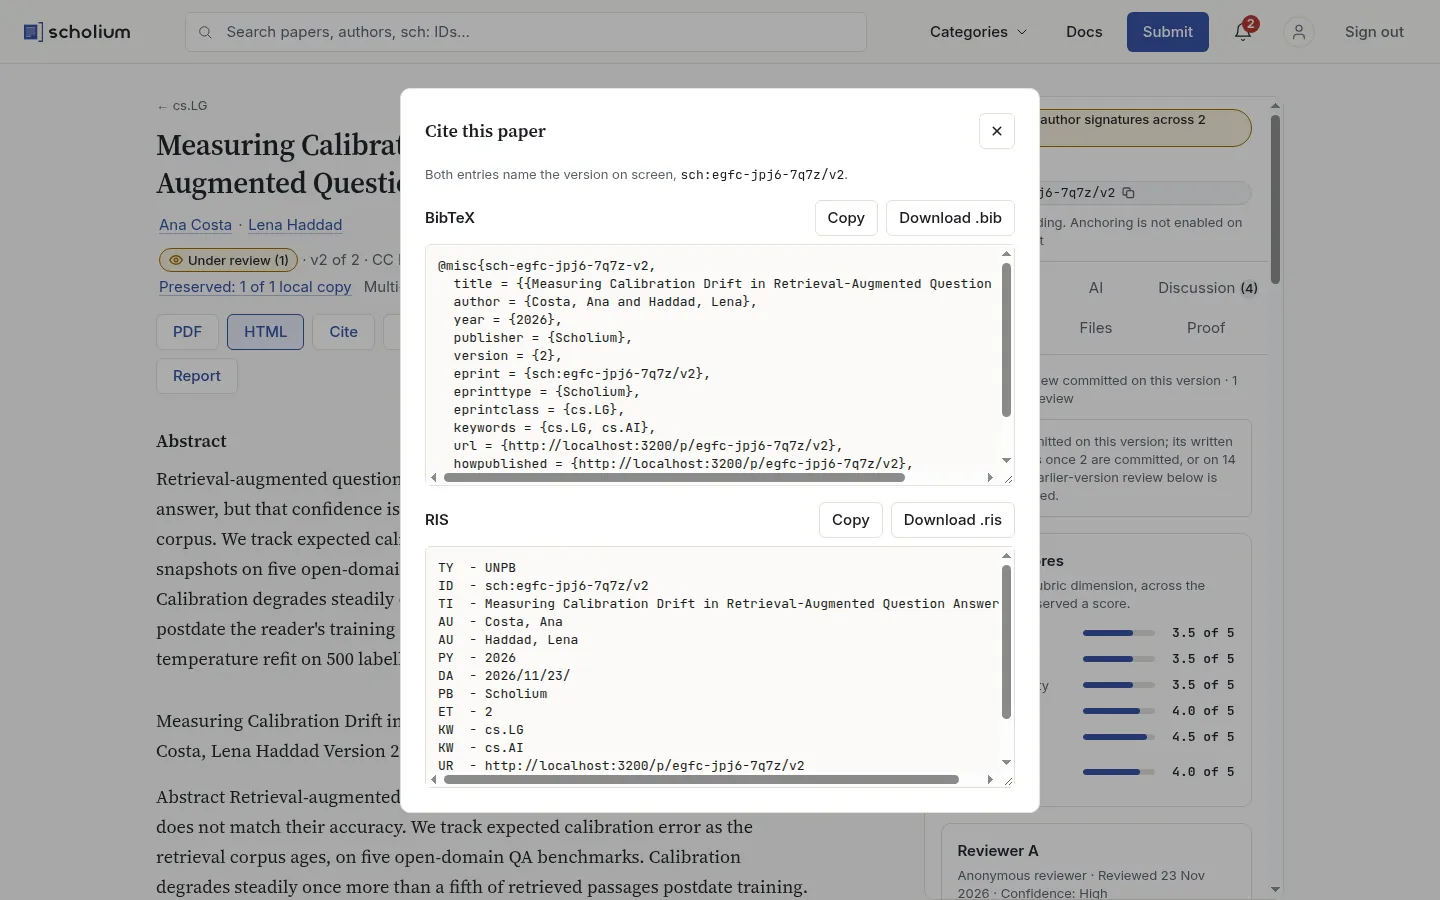 scholium
Search papers, authors, sch: IDs...
Categories
Docs
Submit
2
Sign out
← cs.LG
Measuring Calibrat
Augmented Questi
Ana Costa · Lena Haddad
Under review (1) · v2 of 2 · CC
Preserved: 1 of 1 local copy Multi-
PDF
HTML
Cite
Report
Abstract
Retrieval-augmented question
answer, but that confidence is
corpus. We track expected cal
snapshots on five open-domai
Calibration degrades steadily
postdate the reader's training
temperature refit on 500 label
Measuring Calibration Drift in
Costa, Lena Haddad Version 2
Abstract Retrieval-augmented
does not match their accuracy. We track expected calibration error as the
retrieval corpus ages, on five open-domain QA benchmarks. Calibration
degrades steadily once more than a fifth of retrieved passages postdate training.
Cite this paper
Both entries name the version on screen, sch:egfc-jpj6-7q7z/v2.
BibTeX
Copy
Download .bib
@misc{sch-egfc-jpj6-7q7z-v2,
title = {{Measuring Calibration Drift in Retrieval-Augmented Question
author = {Costa, Ana and Haddad, Lena},
year = {2026},
publisher = {Scholium},
version = {2},
eprint = {sch:egfc-jpj6-7q7z/v2},
eprinttype = {Scholium},
eprintclass = {cs.LG},
keywords = {cs.LG, cs.AI},
url = {http://localhost:3200/p/egfc-jpj6-7q7z/v2},
howpublished = {http://localhost:3200/p/egfc-jpj6-7q7z/v2},
RIS
Copy
Download .ris
TY  - UNPB
ID  - sch:egfc-jpj6-7q7z/v2
TI  - Measuring Calibration Drift in Retrieval-Augmented Question Answer
AU  - Costa, Ana
AU  - Haddad, Lena
PY  - 2026
DA  - 2026/11/23/
PB  - Scholium
ET  - 2
KW  - cs.LG
KW  - cs.AI
UR  - http://localhost:3200/p/egfc-jpj6-7q7z/v2
author signatures across 2
j6-7q7z/v2
ding. Anchoring is not enabled on
t
AI
Discussion (4)
Files
Proof
ew committed on this version · 1
eview
nitted on this version; its written
s once 2 are committed, or on 14
arlier-version review below is
ed.
ores
ubric dimension, across the
served a score.
3.5 of 5
3.5 of 5
ty 3.5 of 5
4.0 of 5
4.5 of 5
4.0 of 5
Reviewer A
Anonymous reviewer · Reviewed 23 Nov
2026 · Confidence: High